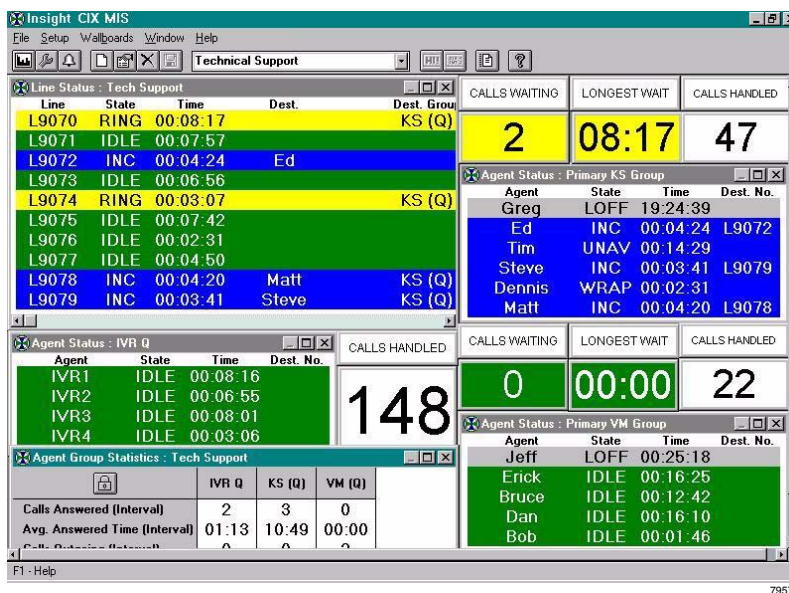 Insight CIX MIS
File Setup Wallboards Window Help
Technical Support
Line Status : Tech Support
Line State Time Dest. Dest. Grou
L9070 RING 00:08:17 KS (Q)
L9071 IDLE 00:07:57
L9072 INC 00:04:24 Ed
L9073 IDLE 00:06:56
L9074 RING 00:03:07 KS (Q)
L9075 IDLE 00:07:42
L9076 IDLE 00:02:31
L9077 IDLE 00:04:50
L9078 INC 00:04:20 Matt KS (Q)
L9079 INC 00:03:41 Steve KS (Q)
CALLS WAITING LONGEST WAIT CALLS HANDLED
2 08:17 47
Agent Status : Primary KS Group
Agent State Time Dest. No.
Greg LOFF 19:24:39
Ed INC 00:04:24 L9072
Tim UNAV 00:14:29
Steve INC 00:03:41 L9079
Dennis WRAP 00:02:31
Matt INC 00:04:20 L9078
Agent Status : IVR Q
Agent State Time Dest. No.
IVR1 IDLE 00:08:16
IVR2 IDLE 00:06:55
IVR3 IDLE 00:08:01
IVR4 IDLE 00:03:06
CALLS HANDLED
148
CALLS WAITING LONGEST WAIT CALLS HANDLED
0 00:00 22
Agent Status : Primary VM Group
Agent State Time Dest. No.
Jeff LOFF 00:25:18
Erick IDLE 00:16:25
Bruce IDLE 00:12:42
Dan IDLE 00:16:10
Bob IDLE 00:01:46
Agent Group Statistics : Tech Support
IVR Q KS (Q) VM (Q)
Calls Answered (Interval) 2 3 0
Avg. Answered Time (Interval) 01:13 10:49 00:00
F1 - Help
795